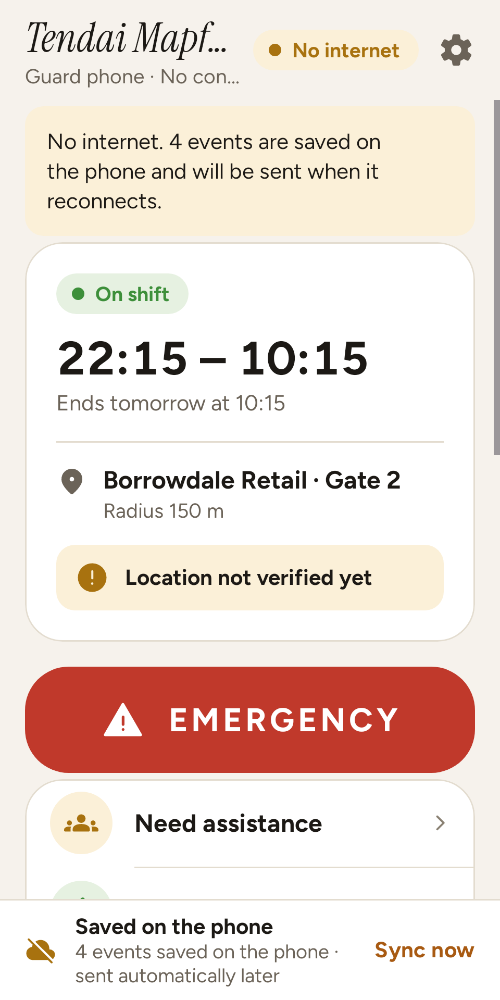 Tendai Mapf...
No internet
Guard phone · No con...
No internet. 4 events are saved on
the phone and will be sent when it
reconnects.
On shift
22:15 – 10:15
Ends tomorrow at 10:15
Borrowdale Retail · Gate 2
Radius 150 m
Location not verified yet
EMERGENCY
Need assistance
Saved on the phone
4 events saved on the phone ·
sent automatically later
Sync now